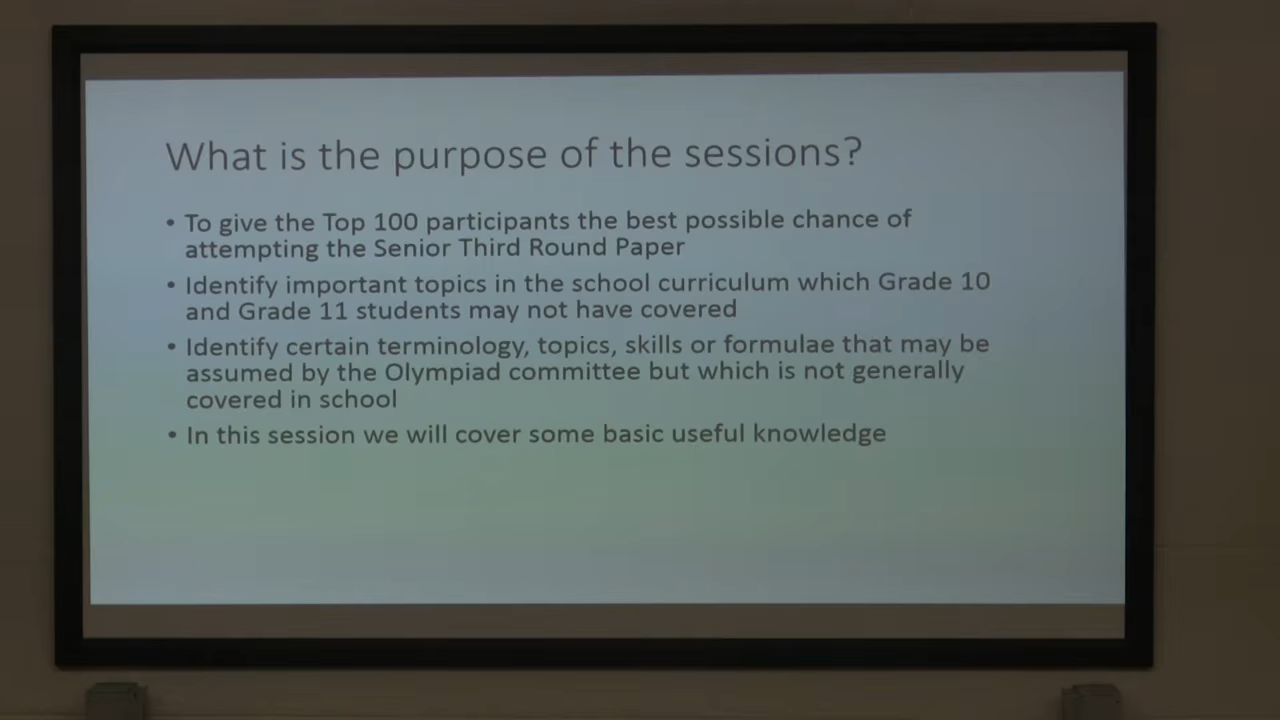 What is the purpose of the sessions?
• To give the Top 100 participants the best possible chance of
attempting the Senior Third Round Paper
• Identify important topics in the school curriculum which Grade 10
and Grade 11 students may not have covered
• Identify certain terminology, topics, skills or formulae that may be
assumed by the Olympiad committee but which is not generally
covered in school
• In this session we will cover some basic useful knowledge